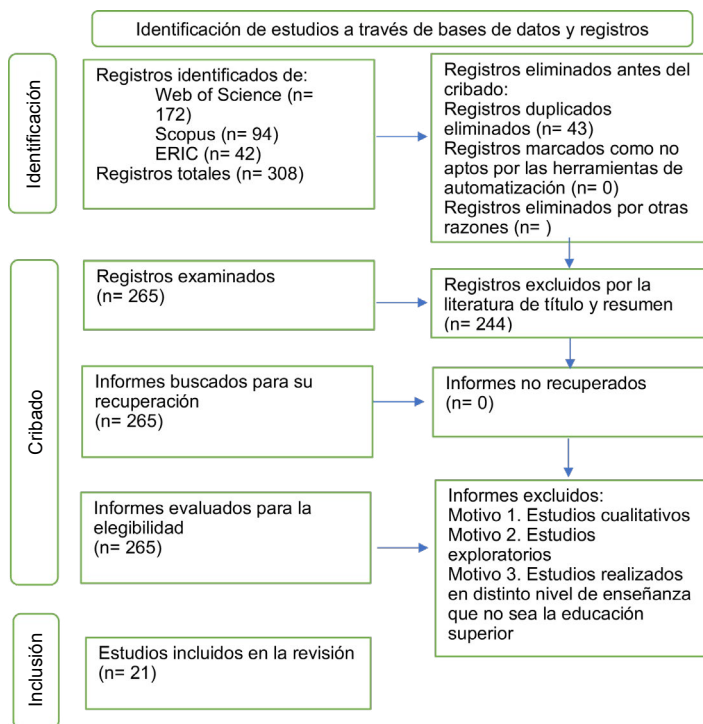 Identificación de estudios a través de bases de datos y registros
Identificación
Registros identificados de:
Web of Science (n=
172)
Scopus (n= 94)
ERIC (n= 42)
Registros totales (n= 308)
Registros eliminados antes del
cribado:
Registros duplicados
eliminados (n= 43)
Registros marcados como no
aptos por las herramientas de
automatización (n= 0)
Registros eliminados por otras
razones (n= )
Cribado
Registros examinados
(n= 265)
Registros excluidos por la
literatura de título y resumen
(n= 244)
Informes buscados para su
recuperación
(n= 265)
Informes no recuperados
(n= 0)
Informes evaluados para la
elegibilidad
(n= 265)
Informes excluidos:
Motivo 1. Estudios cualitativos
Motivo 2. Estudios
exploratorios
Motivo 3. Estudios realizados
en distinto nivel de enseñanza
que no sea la educación
superior
Inclusión
Estudios incluidos en la revisión
(n= 21)